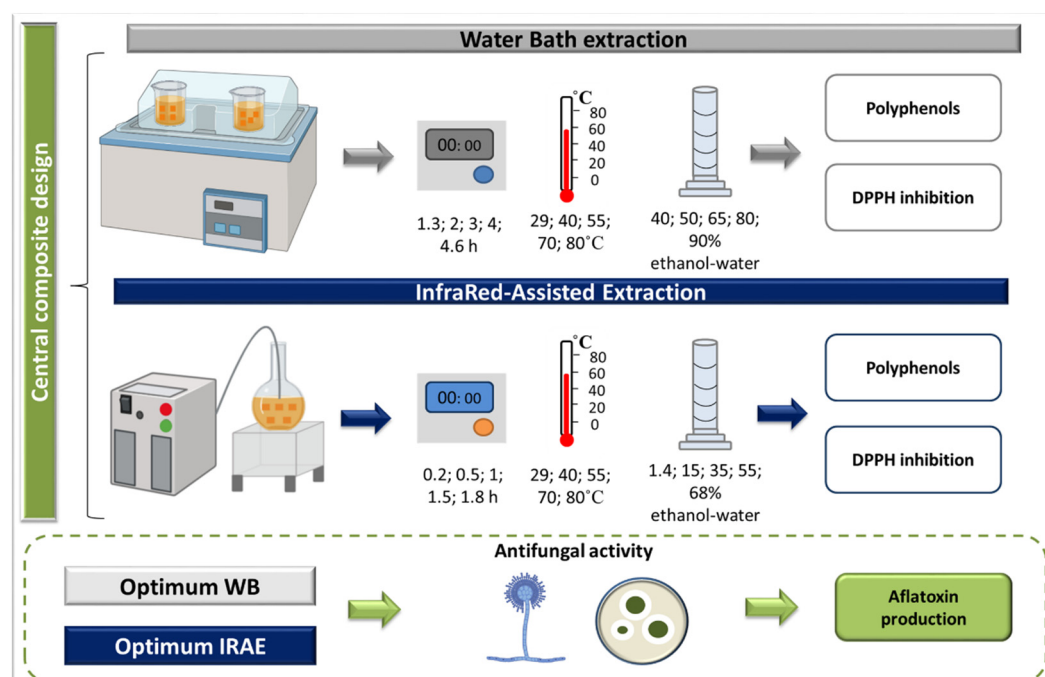 Central composite design
Water Bath extraction
00: 00
˚C
80
60
40
20
0
1.3; 2; 3; 4;
4.6 h
29; 40; 55;
70; 80˚C
40; 50; 65; 80;
90%
ethanol-water
Polyphenols
DPPH inhibition
InfraRed-Assisted Extraction
00: 00
˚C
80
60
40
20
0
0.2; 0.5; 1;
1.5; 1.8 h
29; 40; 55;
70; 80˚C
1.4; 15; 35; 55;
68%
ethanol-water
Polyphenols
DPPH inhibition
Antifungal activity
Optimum WB
Optimum IRAE
Aflatoxin
production